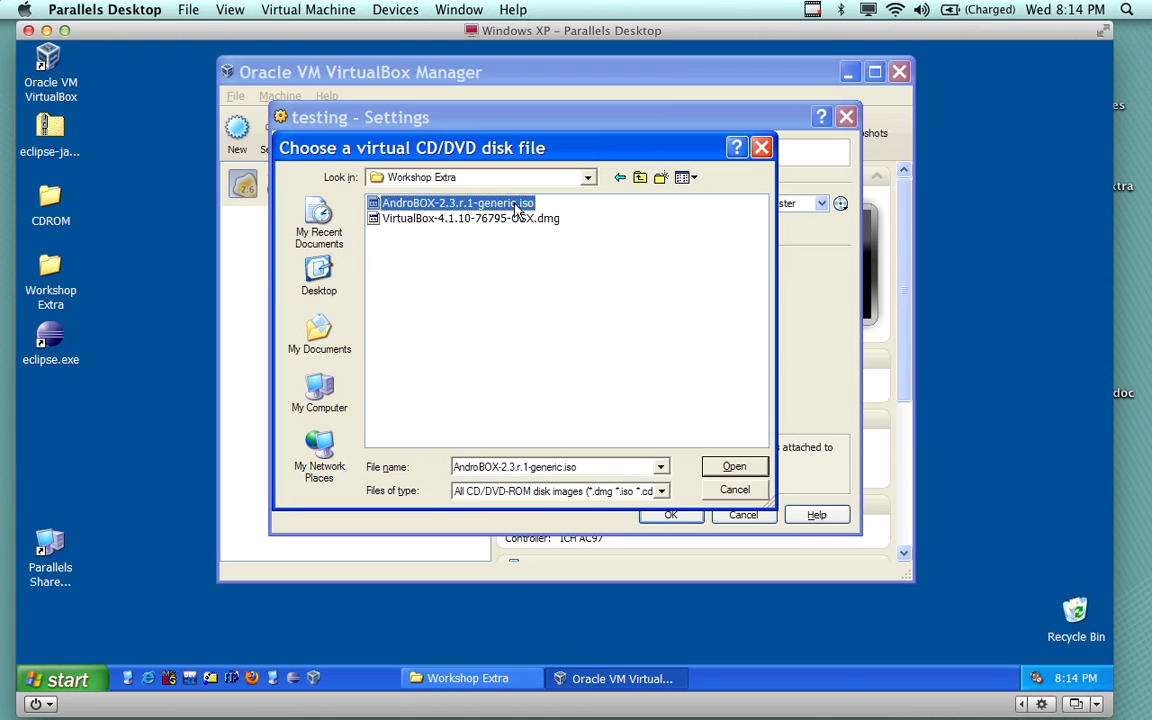 Parallels Desktop File View Virtual Machine Devices Window Help (Charged) Wed 8:14 PM
Windows XP – Parallels Desktop
Oracle VM VirtualBox
Oracle VM VirtualBox Manager
File Machine Help
testing - Settings
New
Choose a virtual CD/DVD disk file
eclipse-ja...
Look in: Workshop Extra
AndroBOX-2.3.r.1-generic.iso
VirtualBox-4.1.10-76795-OSX.dmg
2.6
CDROM
My Recent Documents
Desktop
Workshop Extra
My Documents
eclipse.exe
My Computer
My Network Places
File name: AndroBOX-2.3.r.1-generic.iso Open
Files of type: All CD/DVD-ROM disk images (*.dmg *.iso *.cd Cancel
s attached to
OK Cancel Help
Controller: ICH AC97
Parallels Share...
Recycle Bin
start Workshop Extra Oracle VM Virtual... 8:14 PM